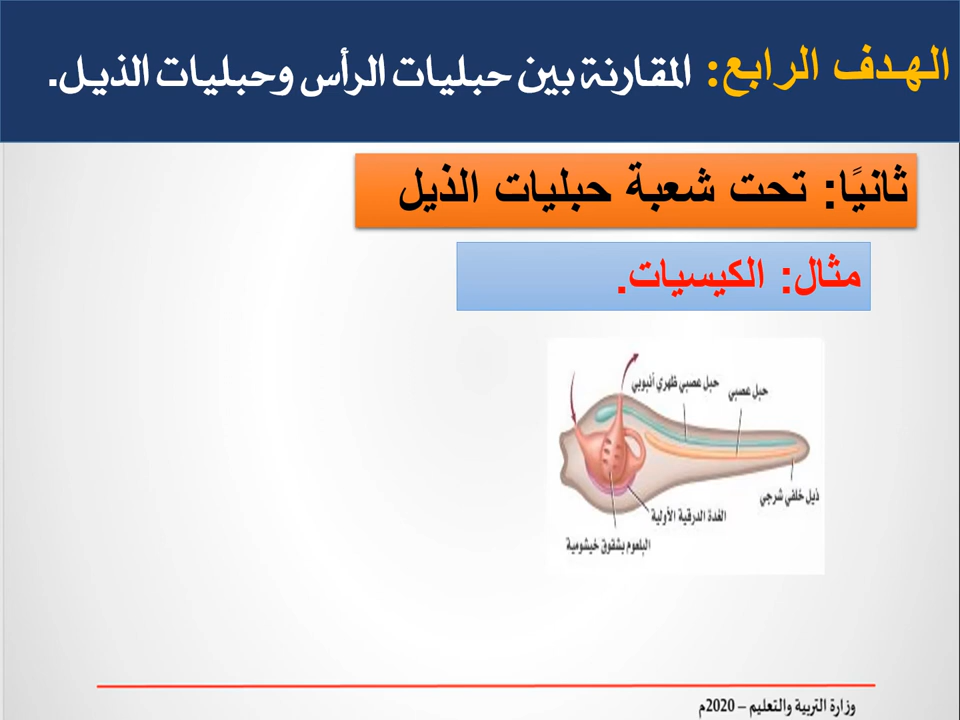 الهدف الرابع: المقارنة بين حبليات الرأس وحبليات الذيل.
ثانيًا: تحت شعبة حبليات الذيل
مثال: الكيسيات.
حبل عصبي ظهري أنبوبي
حبل عصبي
ذيل خلفي شرجي
الغدة الدرقية الأولية
البلعوم بشقوق خيشومية
وزارة التربية والتعليم – 2020م